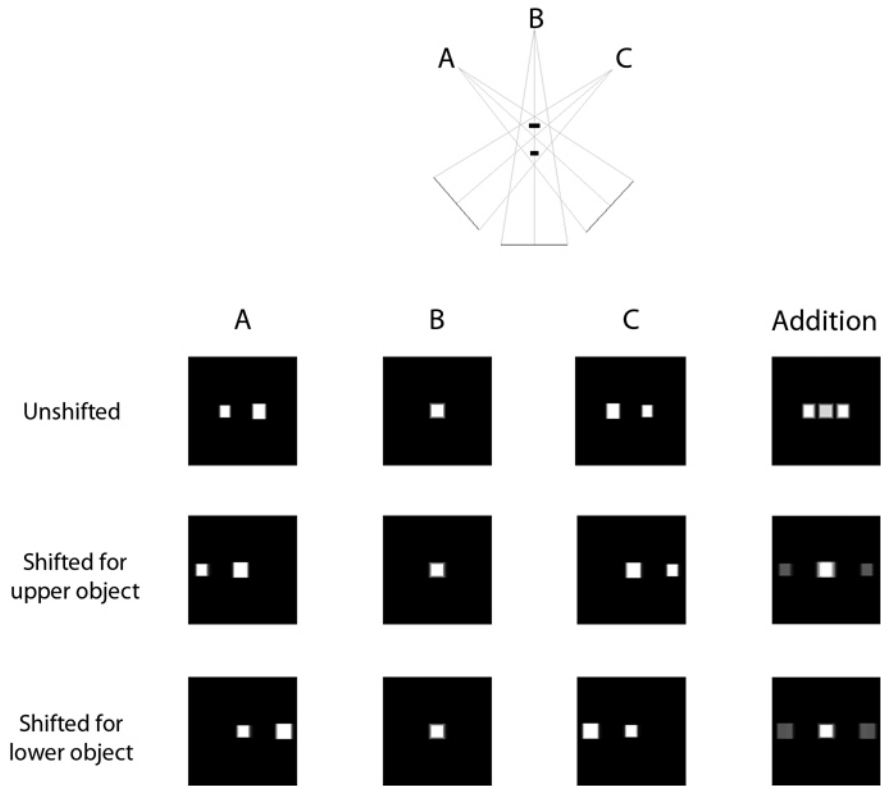 B
A
C
A
B
C
Addition
Unshifted
Shifted for
upper object
Shifted for
lower object